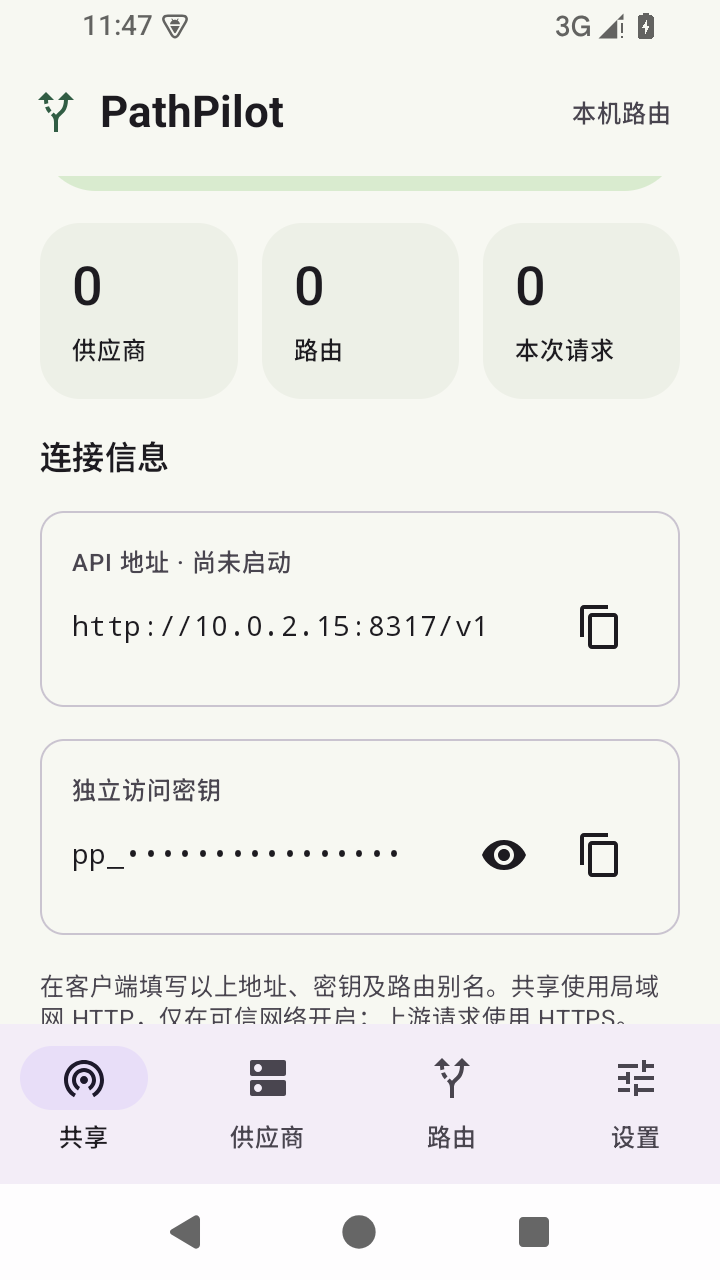 11:47
3G
PathPilot
本机路由
0
供应商
0
路由
0
本次请求
连接信息
API 地址 · 尚未启动
http://10.0.2.15:8317/v1
独立访问密钥
pp_••••••••••••••••
在客户端填写以上地址、密钥及路由别名。共享使用局域
网 HTTP，仅在可信网络开启；上游请求使用 HTTPS。
共享
供应商
路由
设置